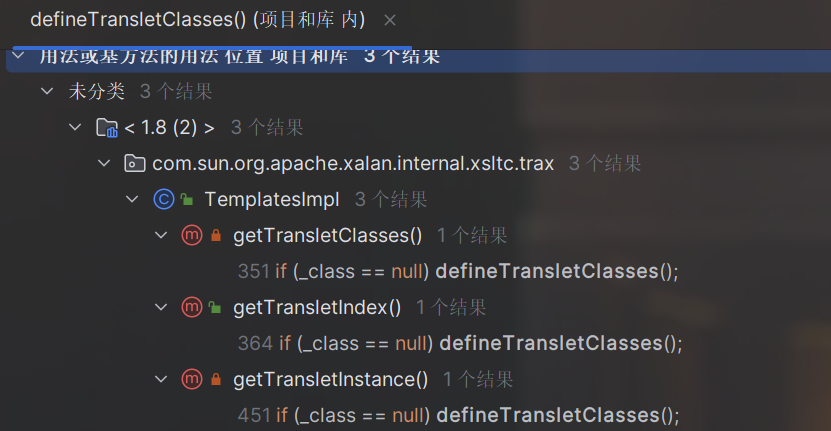 defineTransletClasses() (项目和库 内)
用法或基方法的用法 位置 项目和库 3 个结果
未分类 3 个结果
< 1.8 (2) > 3 个结果
com.sun.org.apache.xalan.internal.xsltc.trax 3 个结果
TemplatesImpl 3 个结果
getTransletClasses() 1 个结果
351 if (_class == null) defineTransletClasses();
getTransletIndex() 1 个结果
364 if (_class == null) defineTransletClasses();
getTransletInstance() 1 个结果
451 if (_class == null) defineTransletClasses();